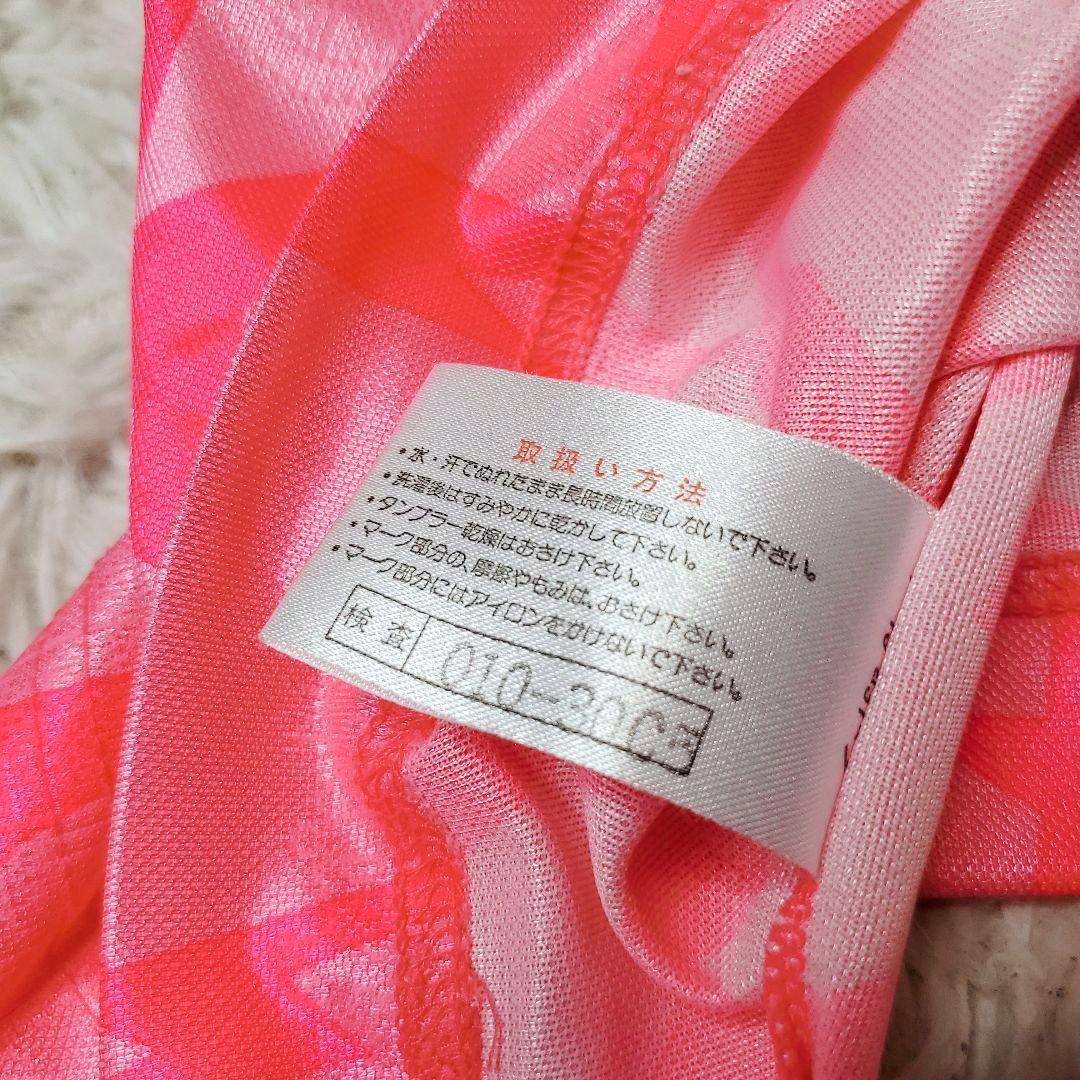 取扱い方法
・水・汗でぬれたまま長時間放置しないで下さい。
・洗濯後はすみやかに乾かして下さい。
・タンブラー乾燥はおさけ下さい。
・マーク部分の、摩擦やもみは、おさけ下さい。
・マーク部分にはアイロンをかけないで下さい。
検査 010-30CF